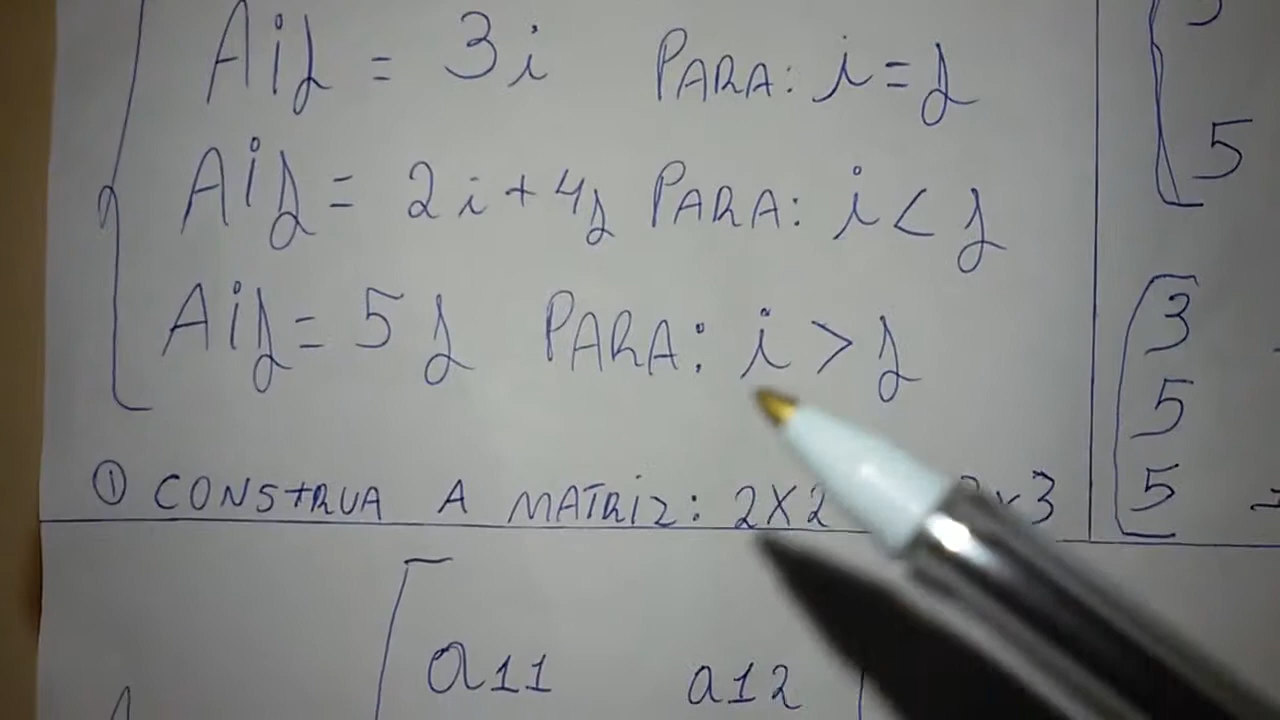 Aij = 3i PARA: i=j
Aij = 2i+4j PARA: i<j
Aij = 5j PARA: i>j
① CONSTRUA A MATRIZ: 2X2 3
a11 a12
5
3
5
5 =